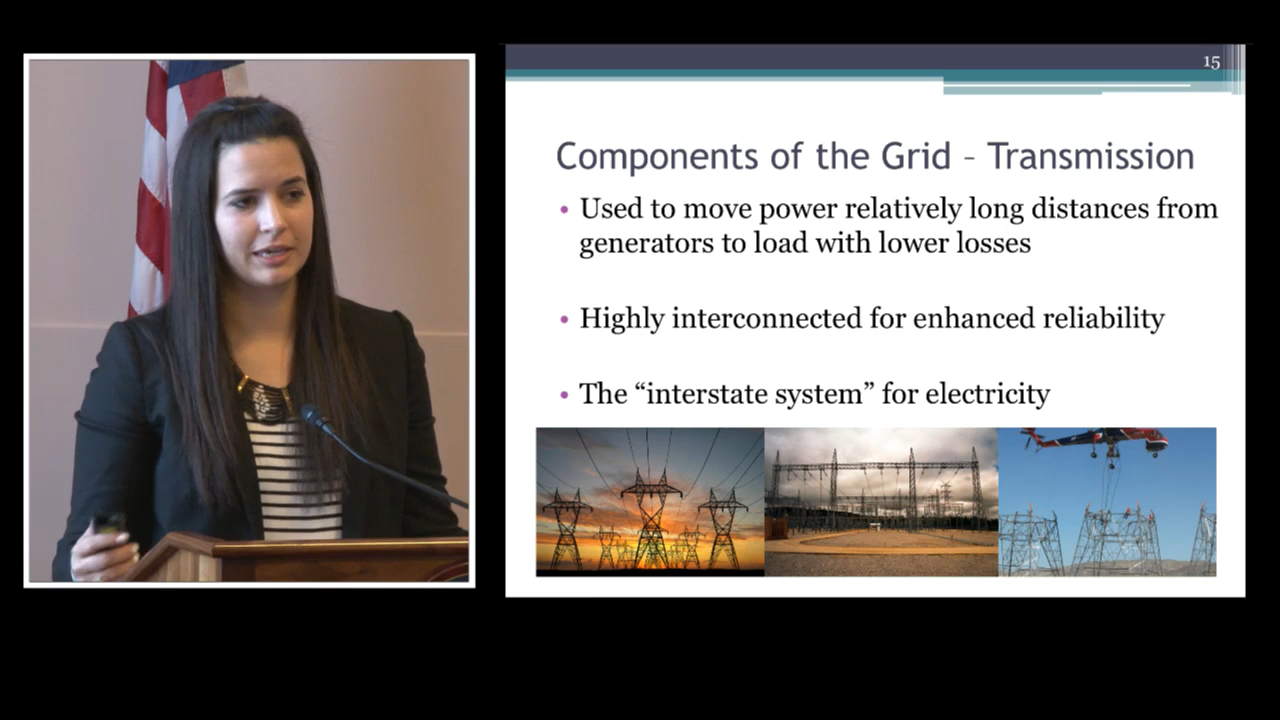 15
Components of the Grid – Transmission
• Used to move power relatively long distances from
generators to load with lower losses
• Highly interconnected for enhanced reliability
• The “interstate system” for electricity